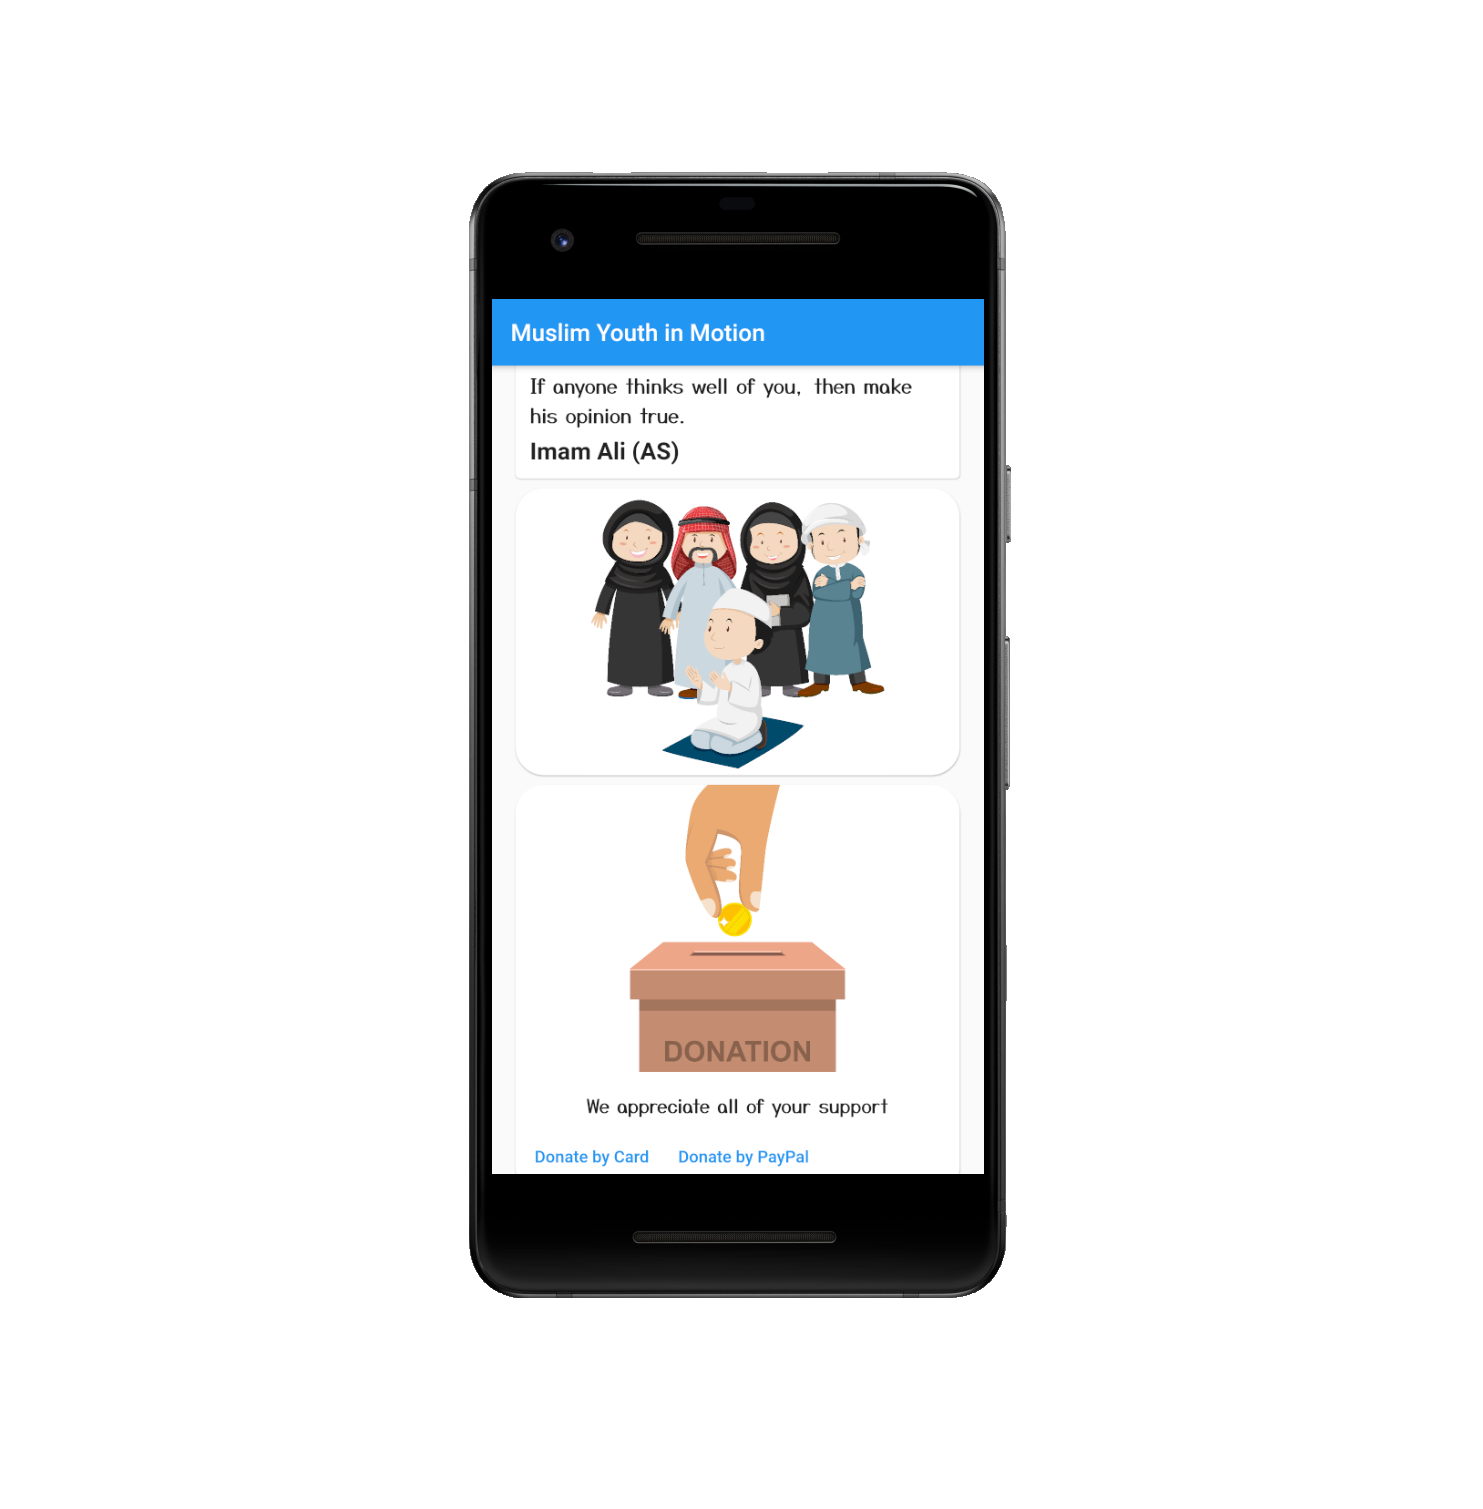 Muslim Youth in Motion
If anyone thinks well of you, then make
his opinion true.
Imam Ali (AS)
DONATION
We appreciate all of your support
Donate by Card Donate by PayPal